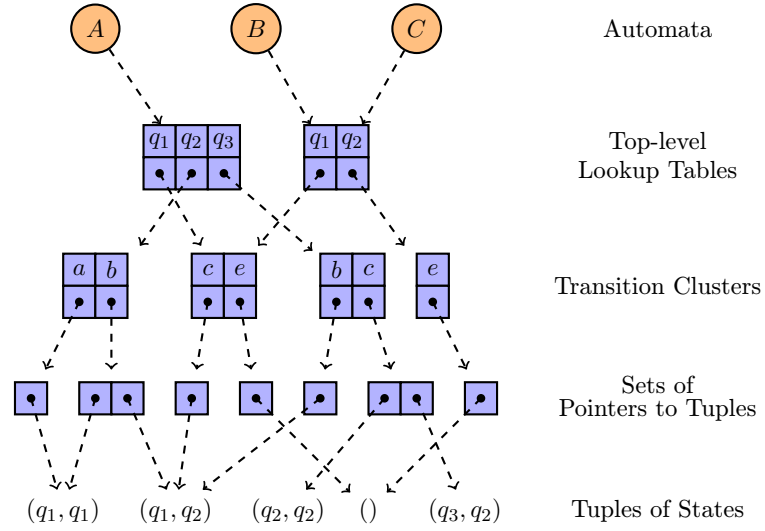 A B C Automata
q₁ q₂ q₃ q₁ q₂ Top-level
Lookup Tables
a b c e b c e Transition Clusters
Sets of
Pointers to Tuples
(q₁, q₁) (q₁, q₂) (q₂, q₂) () (q₃, q₂) Tuples of States